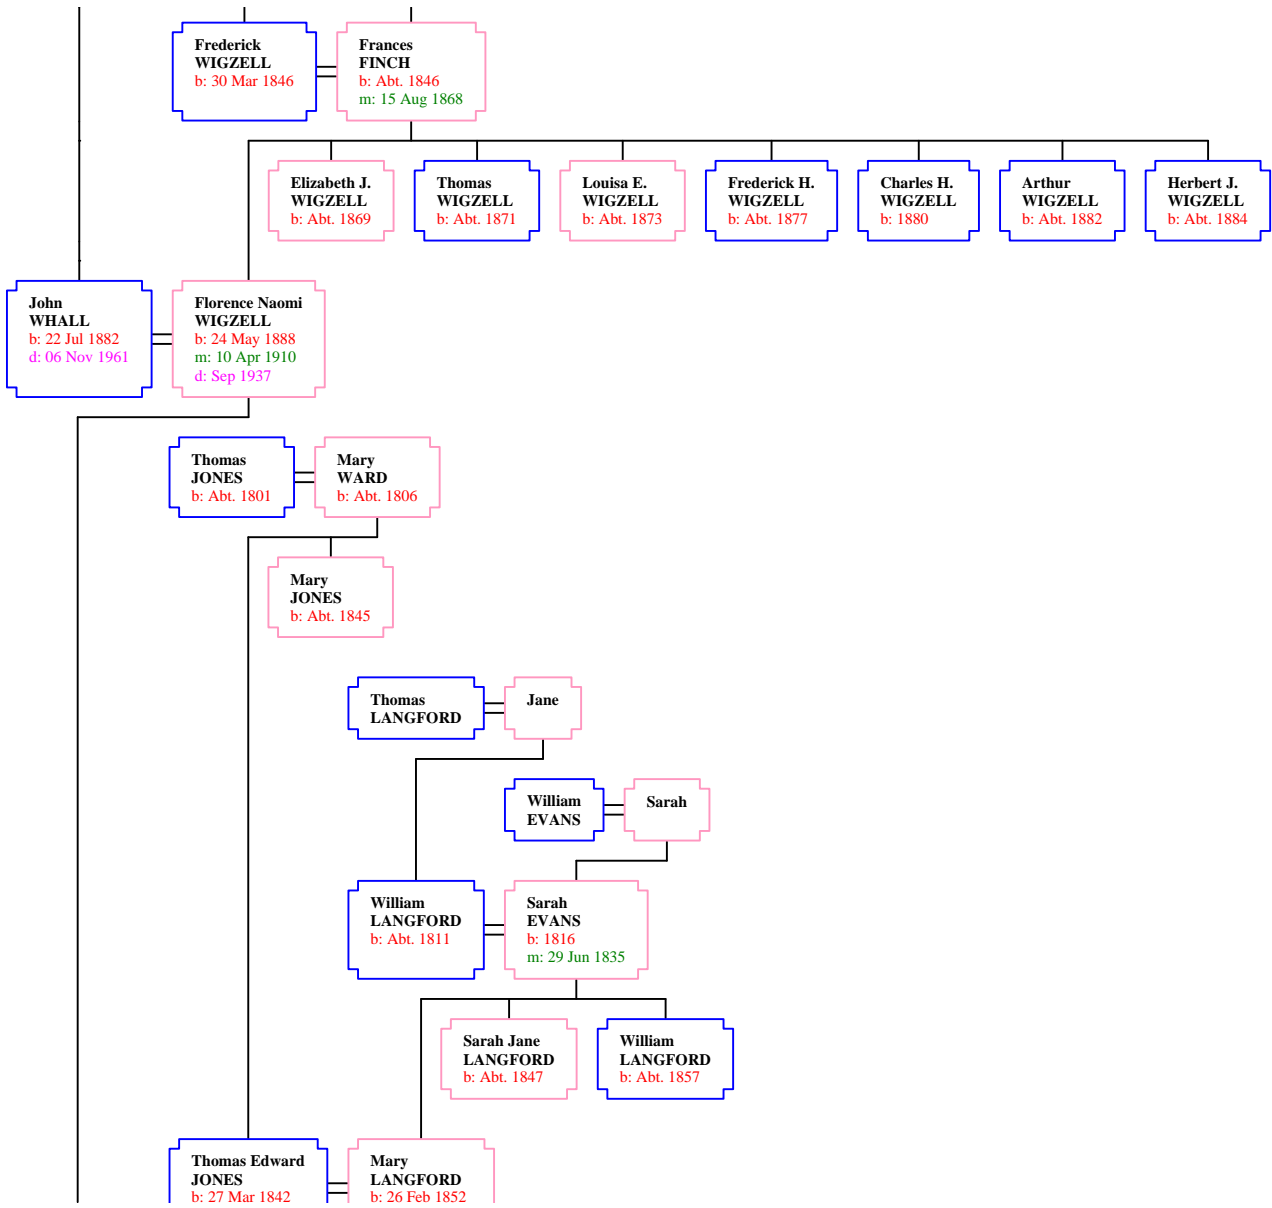 Frederick
WIGZELL
b: 30 Mar 1846
Frances
FINCH
b: Abt. 1846
m: 15 Aug 1868
Elizabeth J.
WIGZELL
b: Abt. 1869
Thomas
WIGZELL
b: Abt. 1871
Louisa E.
WIGZELL
b: Abt. 1873
Frederick H.
WIGZELL
b: Abt. 1877
Charles H.
WIGZELL
b: 1880
Arthur
WIGZELL
b: Abt. 1882
Herbert J.
WIGZELL
b: Abt. 1884
John
WHALL
b: 22 Jul 1882
d: 06 Nov 1961
Florence Naomi
WIGZELL
b: 24 May 1888
m: 10 Apr 1910
d: Sep 1937
Thomas
JONES
b: Abt. 1801
Mary
WARD
b: Abt. 1806
Mary
JONES
b: Abt. 1845
Thomas
LANGFORD
Jane
William
EVANS
Sarah
William
LANGFORD
b: Abt. 1811
Sarah
EVANS
b: 1816
m: 29 Jun 1835
Sarah Jane
LANGFORD
b: Abt. 1847
William
LANGFORD
b: Abt. 1857
Thomas Edward
JONES
b: 27 Mar 1842
Mary
LANGFORD
b: 26 Feb 1852